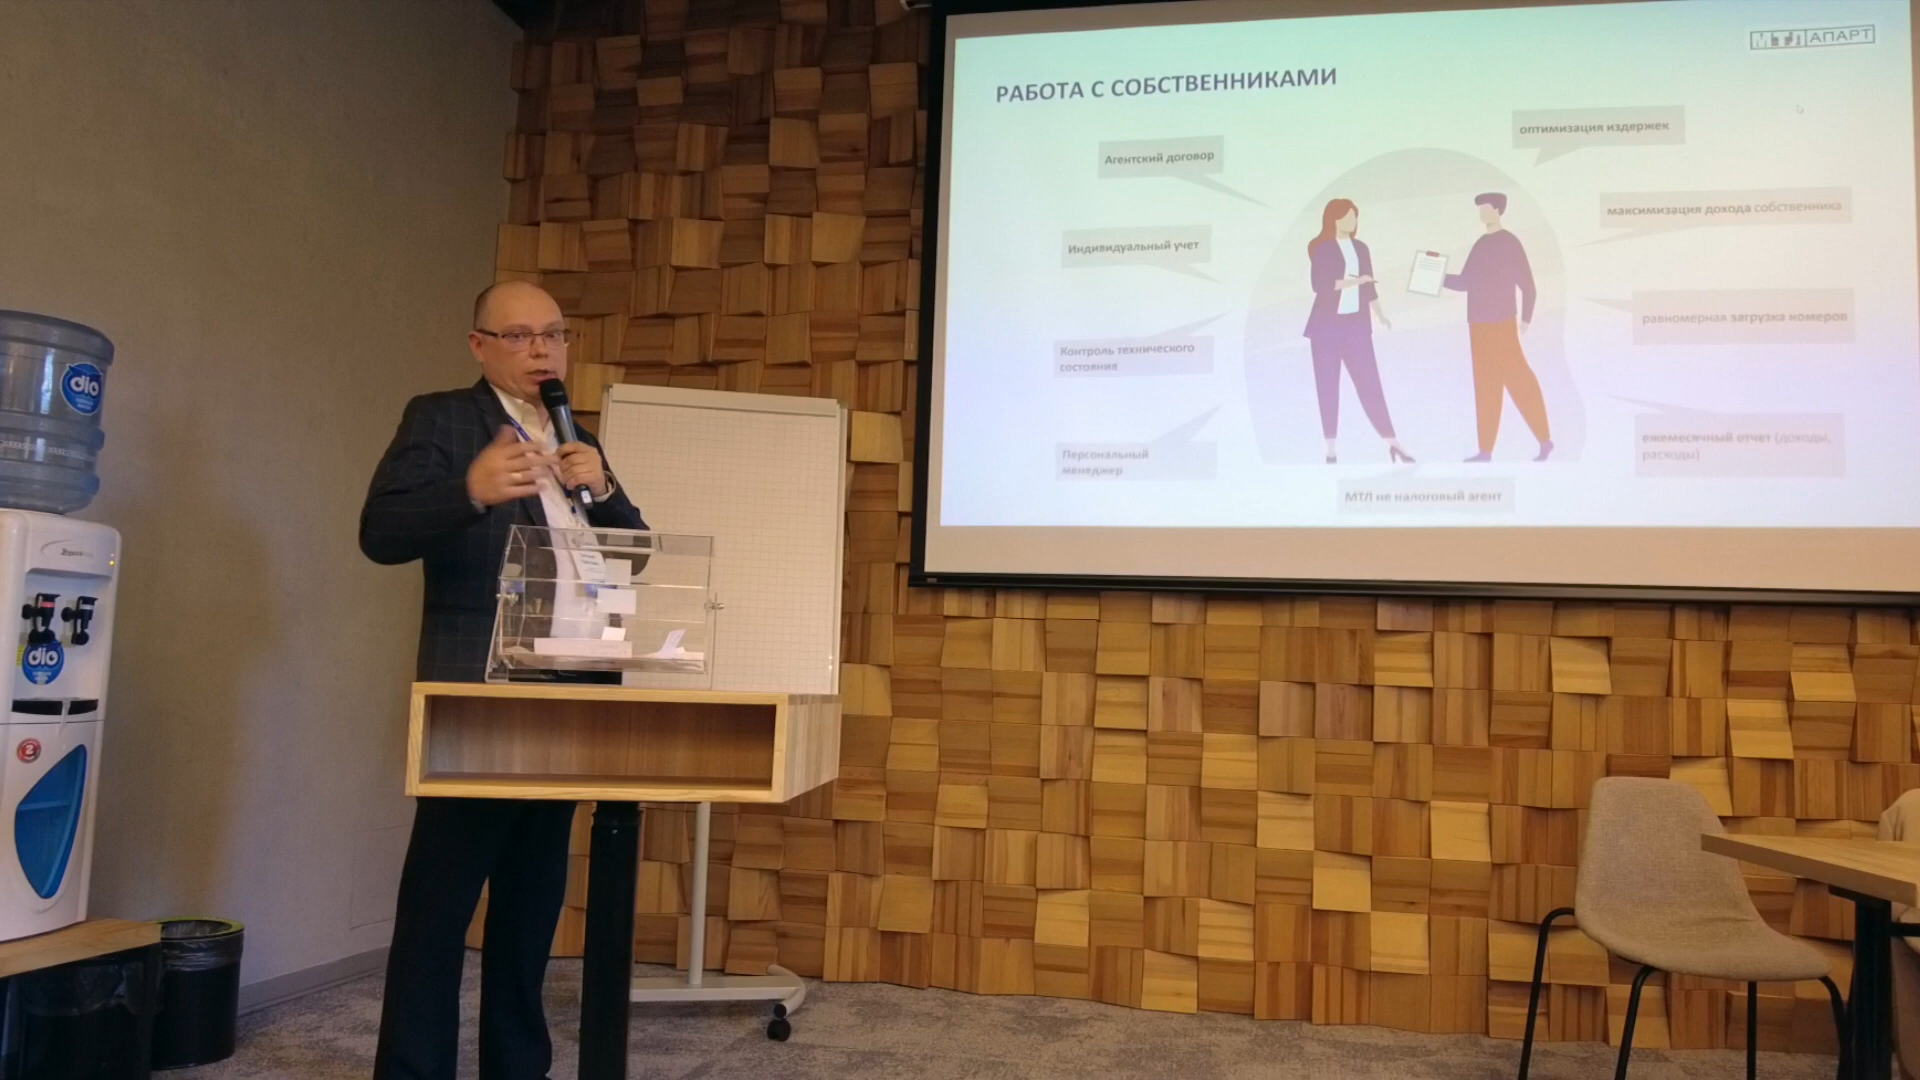 МТЛ АПАРТ
РАБОТА С СОБСТВЕННИКАМИ
оптимизация издержек
Агентский договор
максимизация дохода собственника
Индивидуальный учет
равномерная загрузка номеров
Контроль технического
состояния
ежемесячный отчет (доходы,
расходы)
Персональный
менеджер
МТЛ не налоговый агент
dio
dio
2